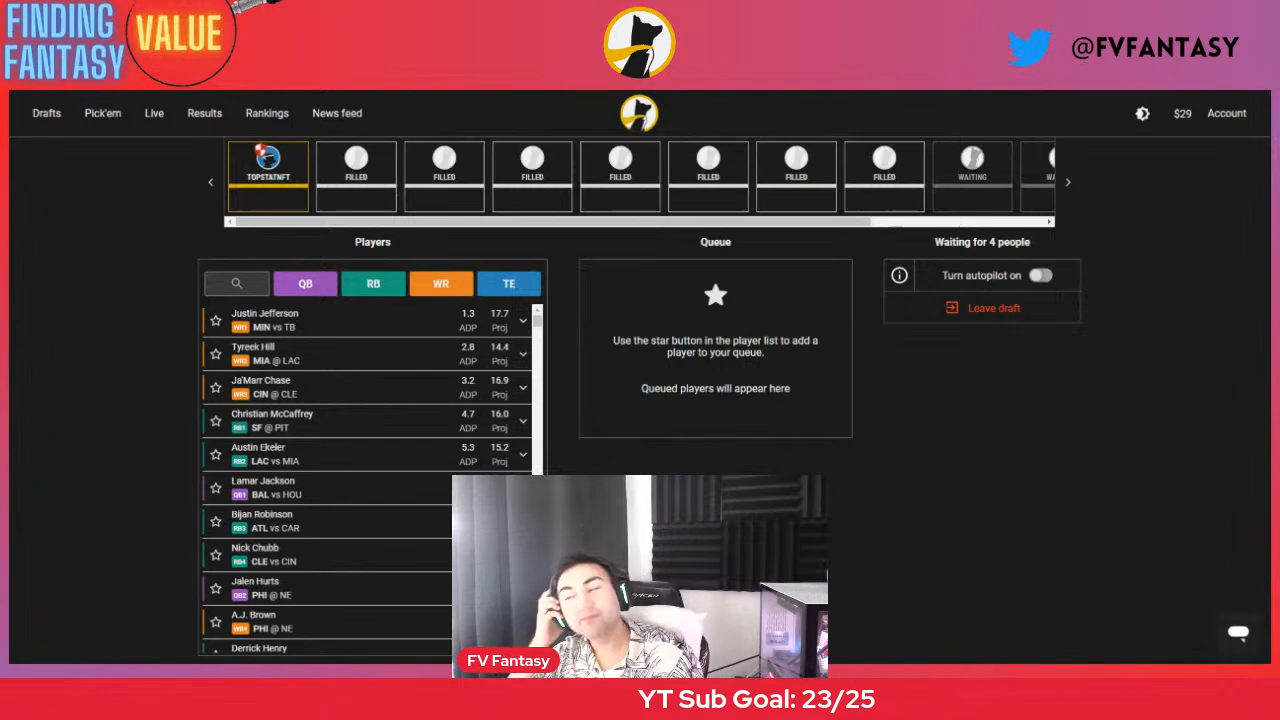 FINDING
FANTASY
VALUE
@FVFANTASY
Drafts
Pick'em
Live
Results
Rankings
News feed
$29
Account
TOPSTATNFT
FILLED
FILLED
FILLED
FILLED
FILLED
FILLED
FILLED
WAITING
Players
Queue
Waiting for 4 people
QB
RB
WR
TE
Turn autopilot on
Leave draft
Justin Jefferson 1.3 17.7
WR1 MIN vs TB ADP Proj
Tyreek Hill 2.8 14.4
WR2 MIA @ LAC ADP Proj
Ja'Marr Chase 3.2 16.9
WR3 CIN @ CLE ADP Proj
Christian McCaffrey 4.7 16.0
RB1 SF @ PIT ADP Proj
Austin Ekeler 5.3 15.2
RB2 LAC vs MIA ADP Proj
Lamar Jackson
QB1 BAL vs HOU
Bijan Robinson
RB3 ATL vs CAR
Nick Chubb
RB4 CLE vs CIN
Jalen Hurts
QB2 PHI @ NE
A.J. Brown
WR4 PHI @ NE
Derrick Henry
Use the star button in the player list to add a
player to your queue.
Queued players will appear here
FV Fantasy
YT Sub Goal: 23/25